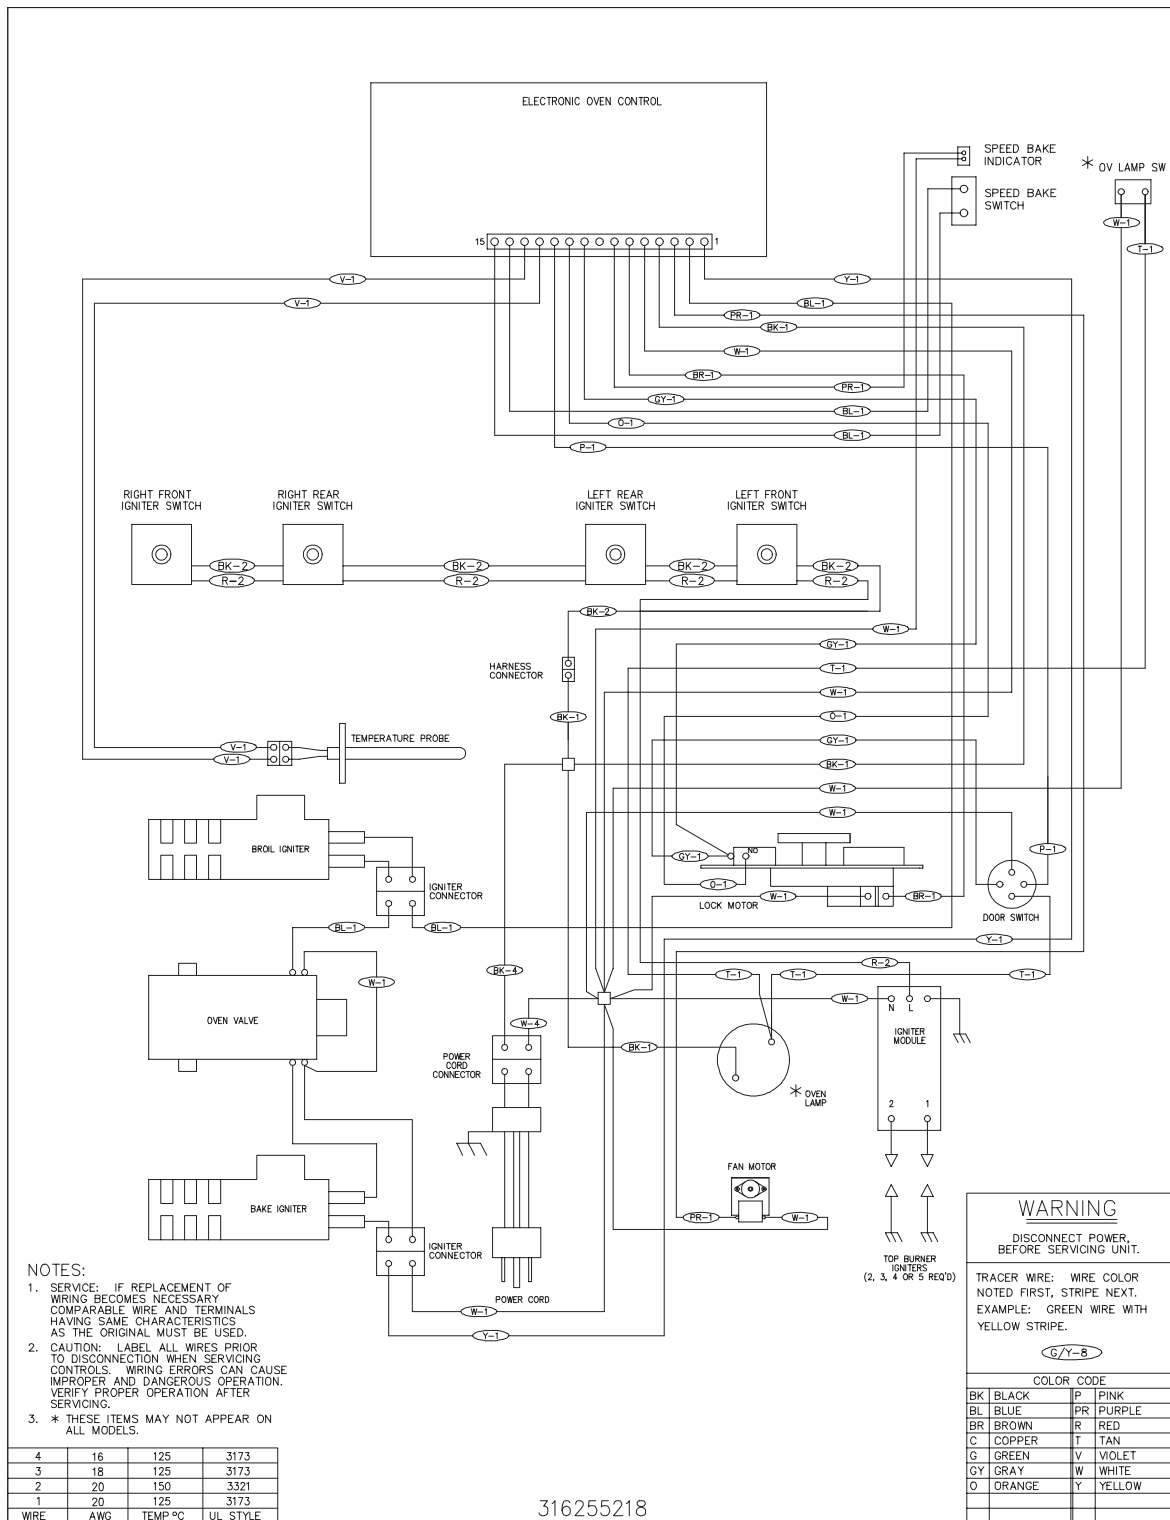 ELECTRONIC OVEN CONTROL
SPEED BAKE
INDICATOR
* OV LAMP SW
SPEED BAKE
SWITCH
W-1
T-1
15
1
V-1
Y-1
V-1
BL-1
PR-1
BK-1
W-1
BR-1
PR-1
GY-1
BL-1
O-1
BL-1
P-1
RIGHT FRONT
IGNITER SWITCH
RIGHT REAR
IGNITER SWITCH
LEFT REAR
IGNITER SWITCH
LEFT FRONT
IGNITER SWITCH
BK-2
BK-2
BK-2
BK-2
R-2
R-2
R-2
R-2
BK-2
W-1
GY-1
HARNESS
CONNECTOR
T-1
W-1
BK-1
O-1
TEMPERATURE PROBE
V-1
GY-1
V-1
BK-1
W-1
W-1
BROIL IGNITER
NO
GY-1
P-1
IGNITER
CONNECTOR
O-1
W-1
BR-1
LOCK MOTOR
DOOR SWITCH
BL-1
BL-1
Y-1
R-2
BK-4
T-1
T-1
T-1
W-1
W-1
N L
OVEN VALVE
W-4
IGNITER
MODULE
BK-1
POWER
CORD
CONNECTOR
* OVEN
LAMP
2 1
FAN MOTOR
BAKE IGNITER
PR-1
W-1
IGNITER
CONNECTOR
TOP BURNER
IGNITERS
(2, 3, 4 OR 5 REQ'D)
POWER CORD
W-1
Y-1
NOTES:
1. SERVICE: IF REPLACEMENT OF
WIRING BECOMES NECESSARY
COMPARABLE WIRE AND TERMINALS
HAVING SAME CHARACTERISTICS
AS THE ORIGINAL MUST BE USED.
2. CAUTION: LABEL ALL WIRES PRIOR
TO DISCONNECTION WHEN SERVICING
CONTROLS. WIRING ERRORS CAN CAUSE
IMPROPER AND DANGEROUS OPERATION.
VERIFY PROPER OPERATION AFTER
SERVICING.
3. * THESE ITEMS MAY NOT APPEAR ON
ALL MODELS.
4 16 125 3173
3 18 125 3173
2 20 150 3321
1 20 125 3173
WIRE AWG TEMP °C UL STYLE
316255218
WARNING
DISCONNECT POWER,
BEFORE SERVICING UNIT.
TRACER WIRE: WIRE COLOR
NOTED FIRST, STRIPE NEXT.
EXAMPLE: GREEN WIRE WITH
YELLOW STRIPE.
G/Y-8
COLOR CODE
BK BLACK P PINK
BL BLUE PR PURPLE
BR BROWN R RED
C COPPER T TAN
G GREEN V VIOLET
GY GRAY W WHITE
O ORANGE Y YELLOW